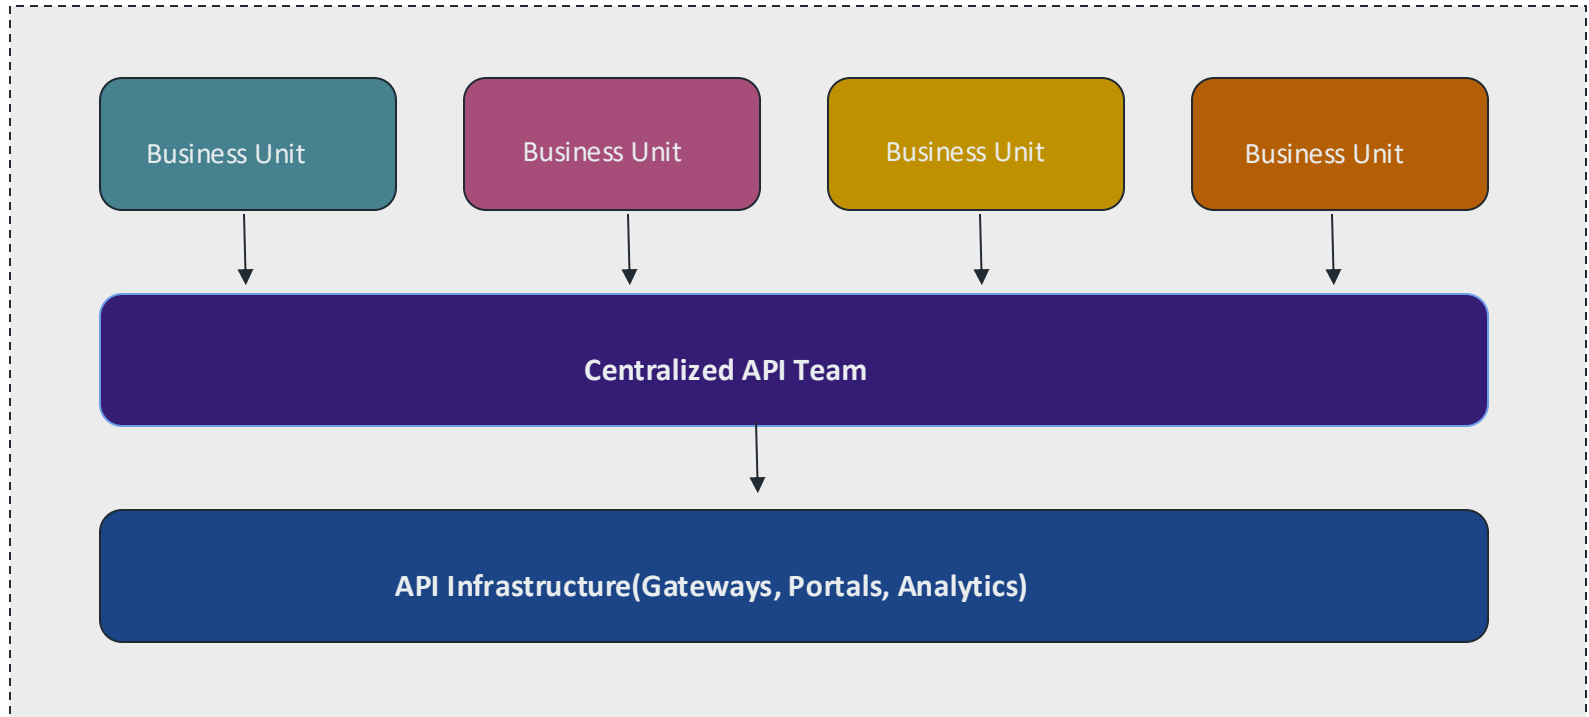 Business Unit
Business Unit
Business Unit
Business Unit
Centralized API Team
API Infrastructure(Gateways, Portals, Analytics)